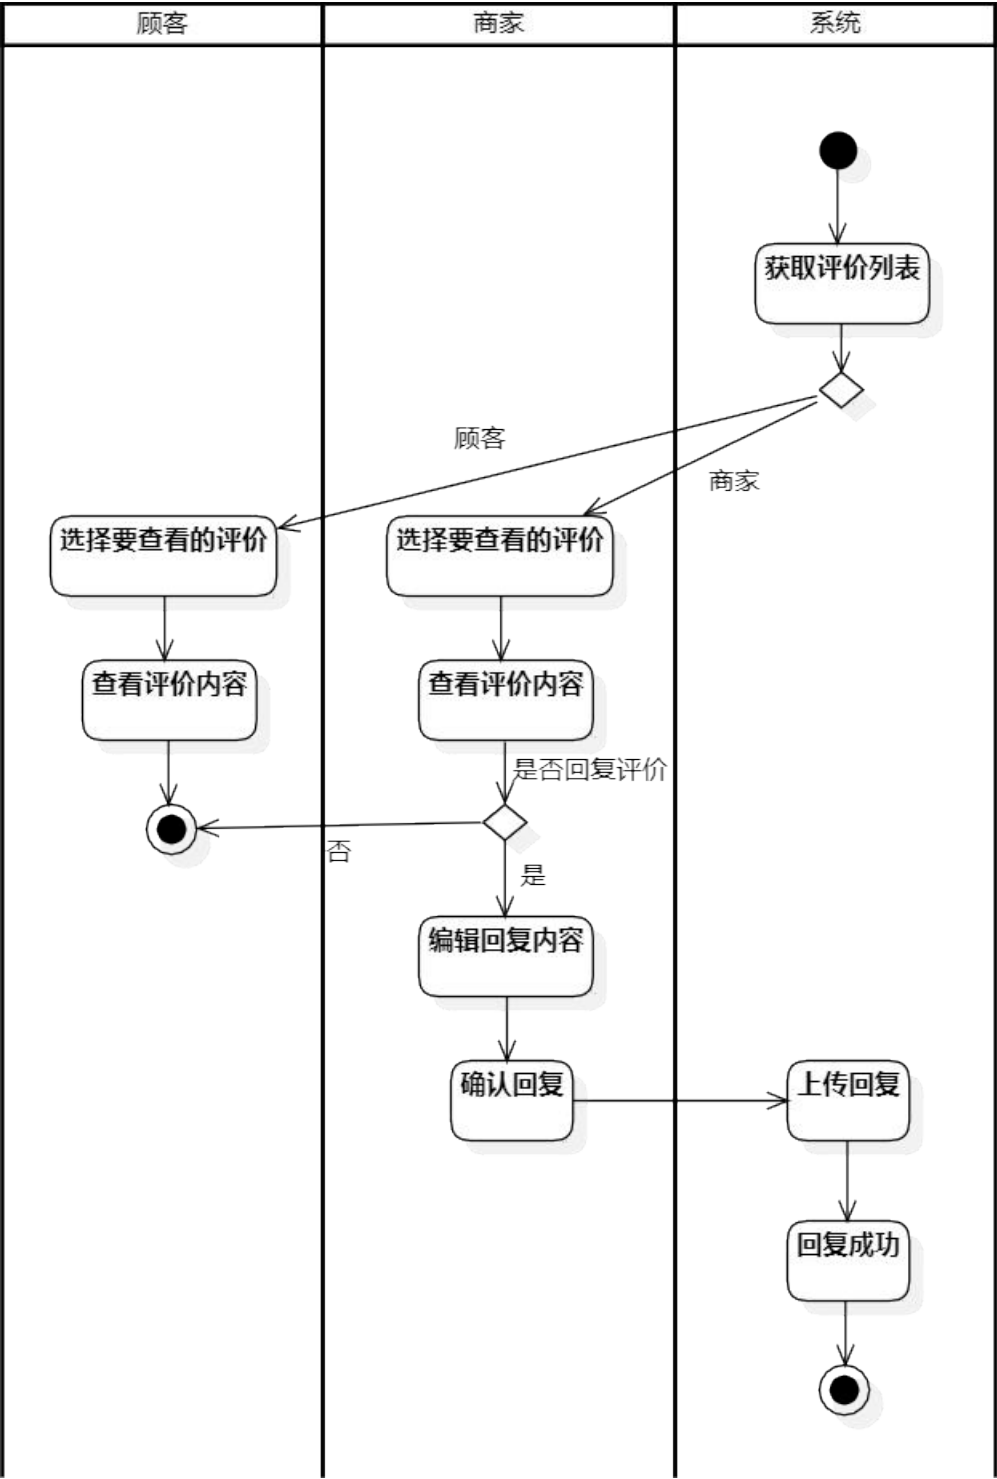 顾客
商家
系统
获取评价列表
顾客
商家
选择要查看的评价
选择要查看的评价
查看评价内容
查看评价内容
是否回复评价
否
是
编辑回复内容
确认回复
上传回复
回复成功